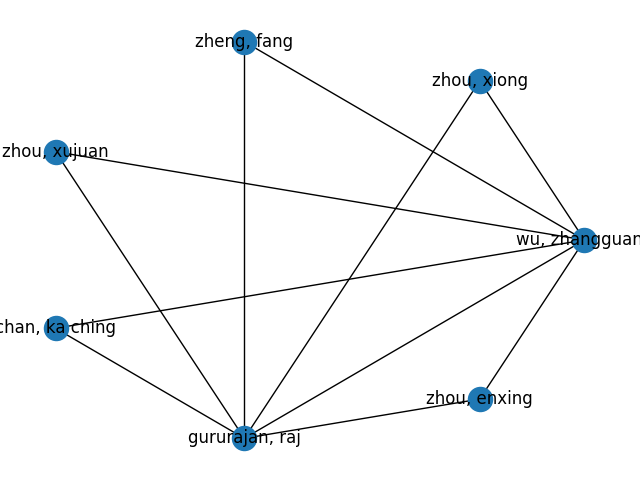 zheng, fang
zhou, xiong
zhou, xujuan
wu, zhangguan
chan, ka ching
zhou, enxing
gururajan, raj